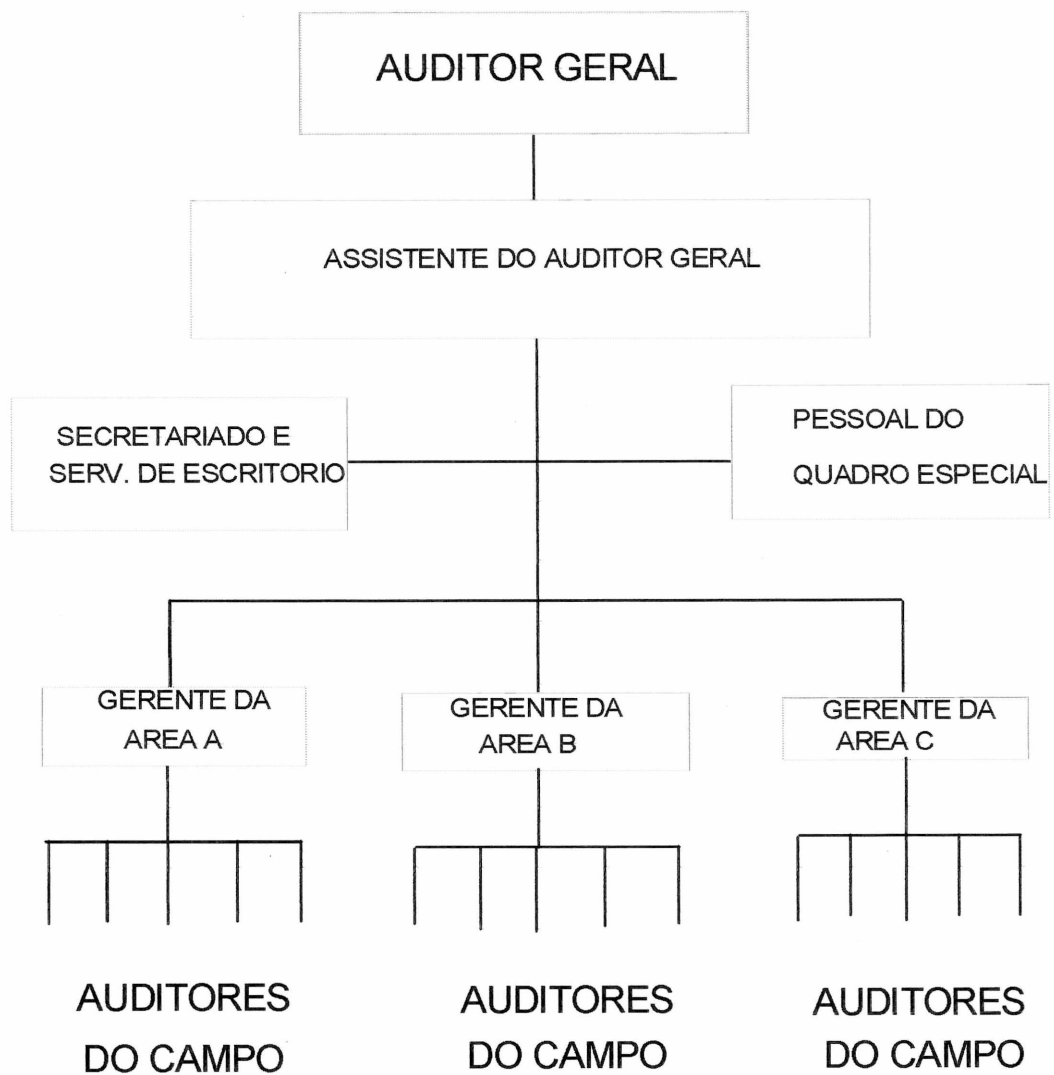 AUDITOR GERAL
ASSISTENTE DO AUDITOR GERAL
SECRETARIADO E
SERV. DE ESCRITORIO
PESSOAL DO
QUADRO ESPECIAL
GERENTE DA
AREA A
GERENTE DA
AREA B
GERENTE DA
AREA C
AUDITORES
DO CAMPO
AUDITORES
DO CAMPO
AUDITORES
DO CAMPO